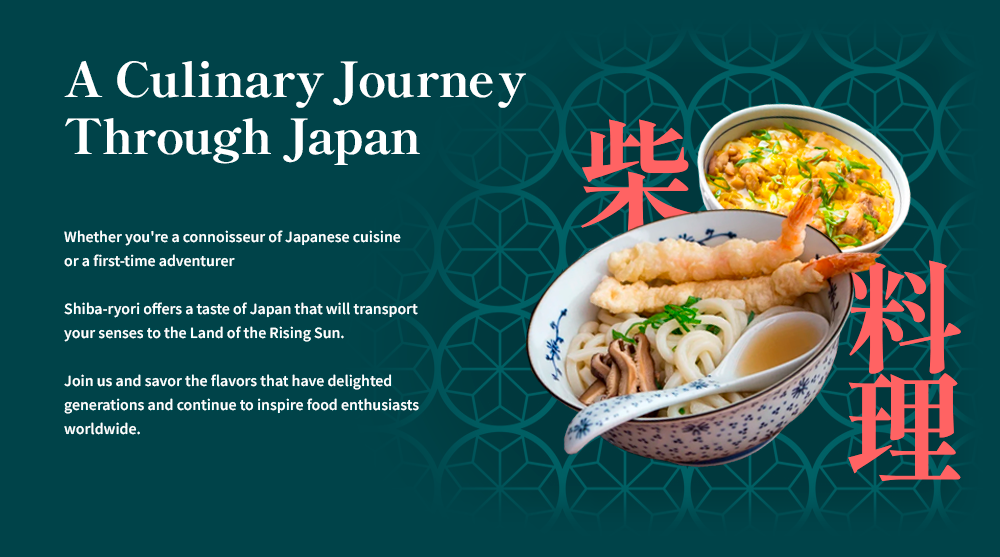 A Culinary Journey
Through Japan
Whether you're a connoisseur of Japanese cuisine
or a first-time adventurer
Shiba-ryori offers a taste of Japan that will transport
your senses to the Land of the Rising Sun.
Join us and savor the flavors that have delighted
generations and continue to inspire food enthusiasts
worldwide.
柴
料
理